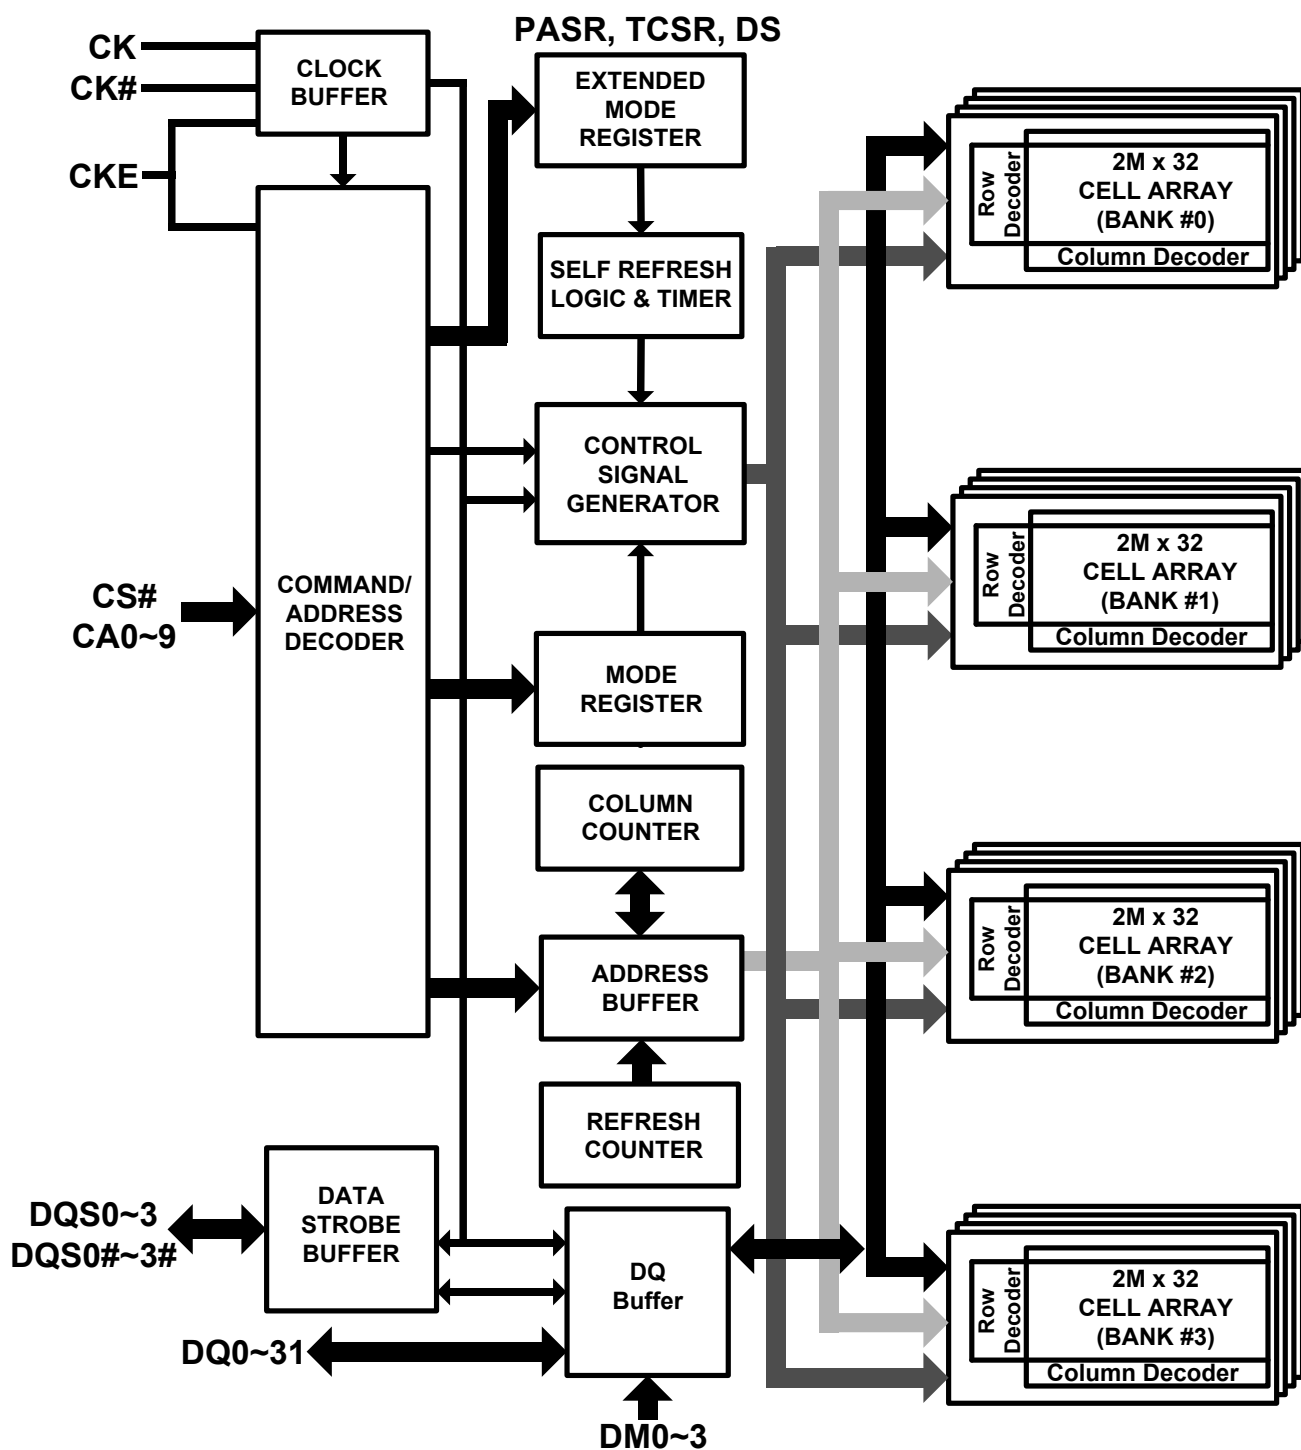 PASR, TCSR, DS
CK
CK#
CKE
CLOCK
BUFFER
EXTENDED
MODE
REGISTER
SELF REFRESH
LOGIC & TIMER
CONTROL
SIGNAL
GENERATOR
CS#
CA0~9
COMMAND/
ADDRESS
DECODER
MODE
REGISTER
COLUMN
COUNTER
ADDRESS
BUFFER
REFRESH
COUNTER
DQS0~3
DQS0#~3#
DATA
STROBE
BUFFER
DQ
Buffer
DQ0~31
DM0~3
Row
Decoder
2M x 32
CELL ARRAY
(BANK #0)
Column Decoder
Row
Decoder
2M x 32
CELL ARRAY
(BANK #1)
Column Decoder
Row
Decoder
2M x 32
CELL ARRAY
(BANK #2)
Column Decoder
Row
Decoder
2M x 32
CELL ARRAY
(BANK #3)
Column Decoder